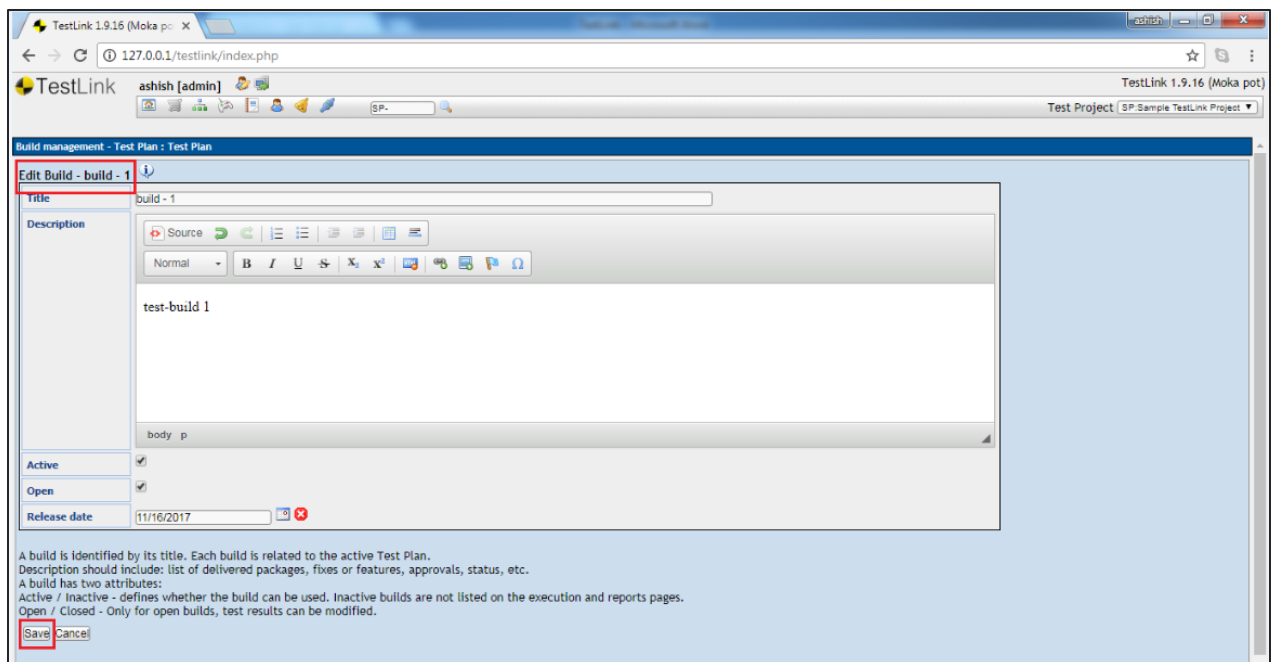 TestLink 1.9.16 (Moka po
ashish
127.0.0.1/testlink/index.php
TestLink ashish [admin] TestLink 1.9.16 (Moka pot)
SP- Test Project SP:Sample TestLink Project
Build management - Test Plan : Test Plan
Edit Build - build - 1
Title build - 1
Description
Source
Normal B I U S X₂ X² Ω
test-build 1
body p
Active
Open
Release date 11/16/2017
A build is identified by its title. Each build is related to the active Test Plan.
Description should include: list of delivered packages, fixes or features, approvals, status, etc.
A build has two attributes:
Active / Inactive - defines whether the build can be used. Inactive builds are not listed on the execution and reports pages.
Open / Closed - Only for open builds, test results can be modified.
Save Cancel